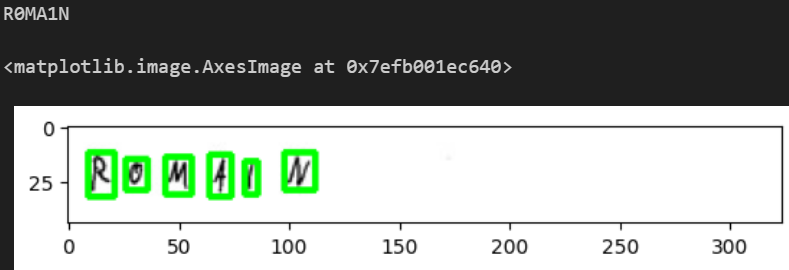 R0MA1N
<matplotlib.image.AxesImage at 0x7efb001ec640>
0
R O M A I N
25
0 50 100 150 200 250 300